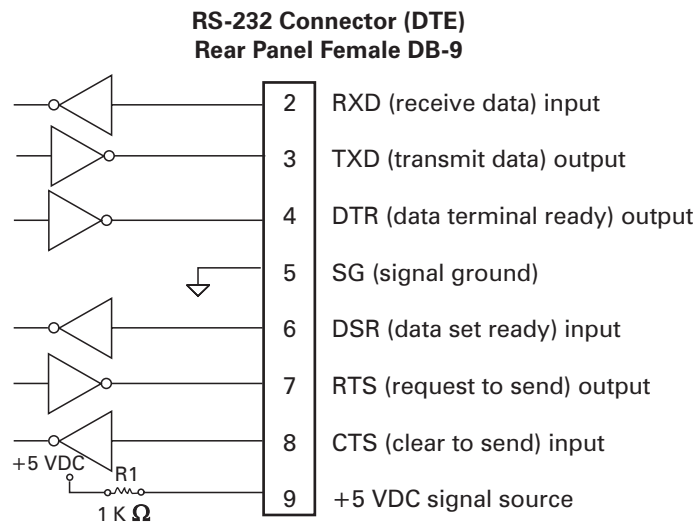 RS-232 Connector (DTE)
Rear Panel Female DB-9
2 RXD (receive data) input
3 TXD (transmit data) output
4 DTR (data terminal ready) output
5 SG (signal ground)
6 DSR (data set ready) input
7 RTS (request to send) output
8 CTS (clear to send) input
+5 VDC
R1
9 +5 VDC signal source
1 K Ω